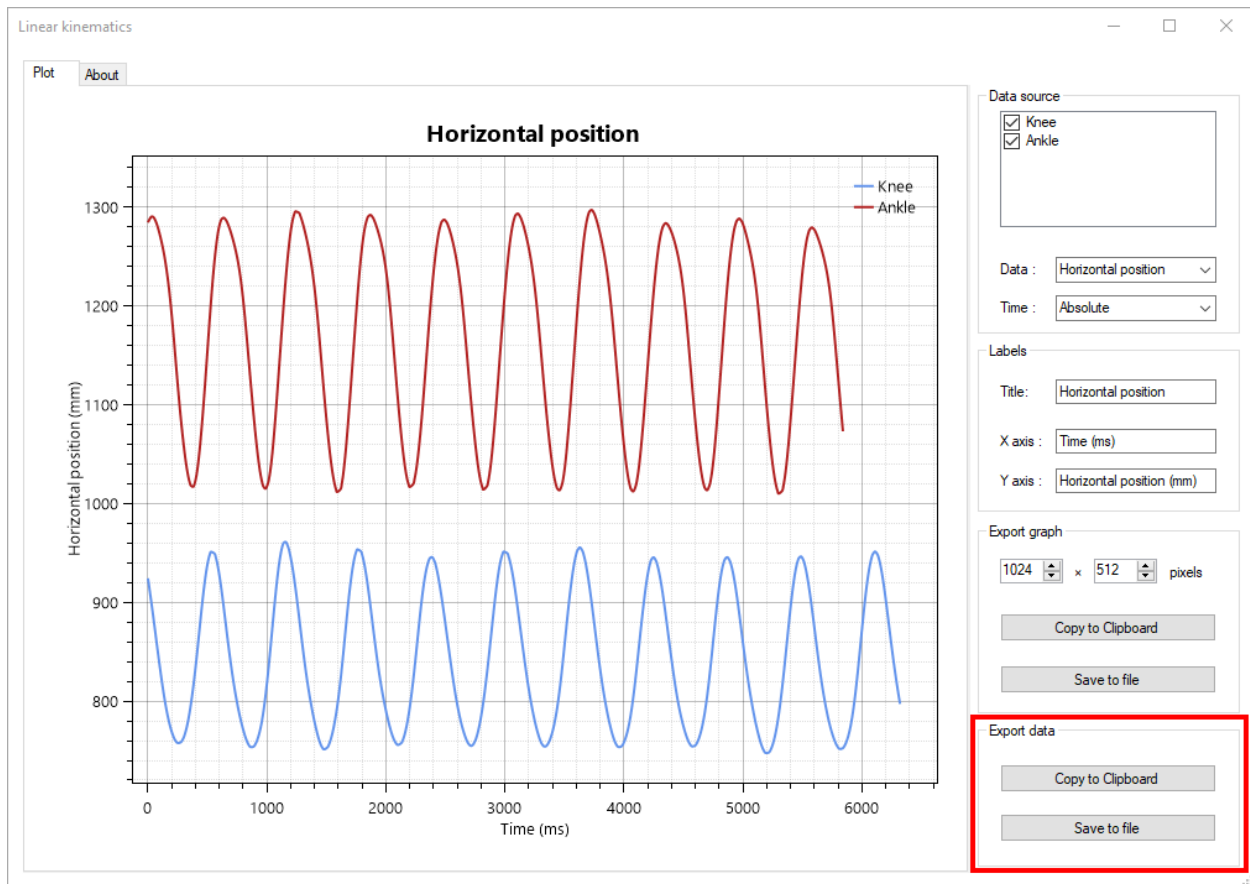 Linear kinematics
Plot
About
Horizontal position
Knee
Ankle
1300
1200
1100
1000
900
800
Horizontal position (mm)
0 1000 2000 3000 4000 5000 6000
Time (ms)
Data source
Knee
Ankle
Data : Horizontal position
Time : Absolute
Labels
Title: Horizontal position
X axis : Time (ms)
Y axis : Horizontal position (mm)
Export graph
1024 × 512 pixels
Copy to Clipboard
Save to file
Export data
Copy to Clipboard
Save to file